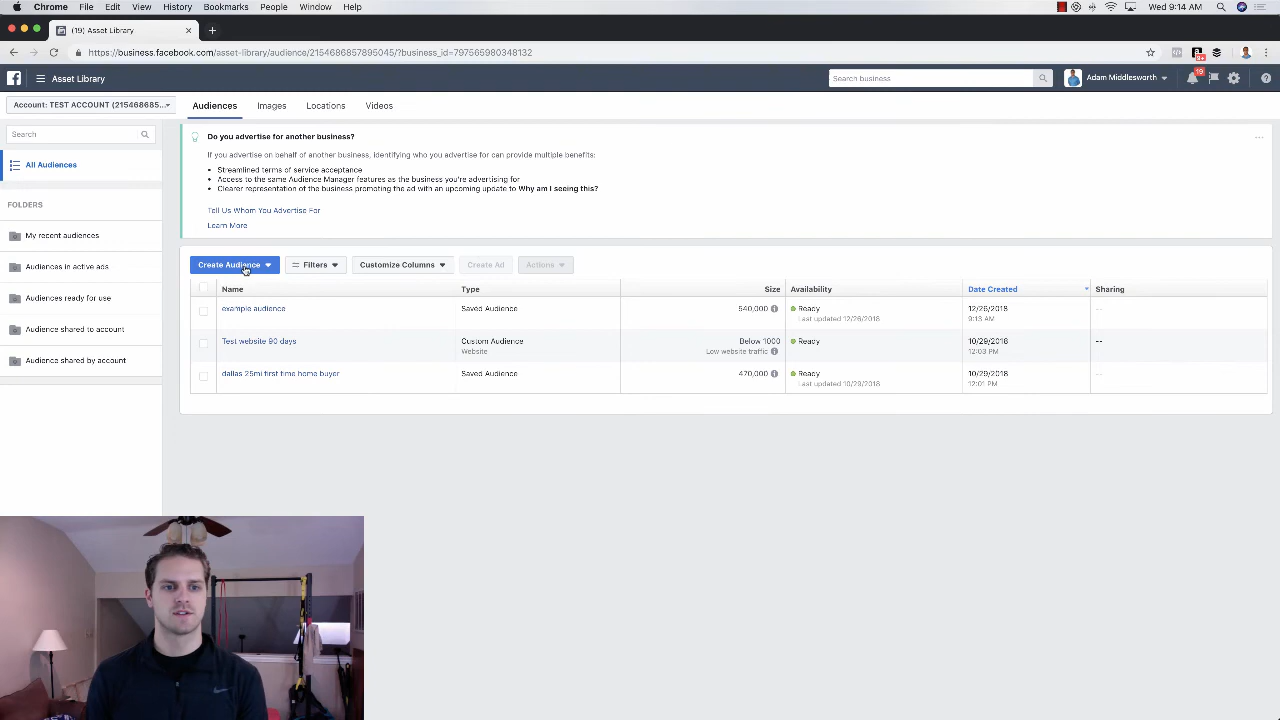 Chrome File Edit View History Bookmarks People Window Help Wed 9:14 AM
(19) Asset Library
https://business.facebook.com/asset-library/audience/2154686857895045/?business_id=797565980348132
Asset Library Search business Adam Middlesworth 19
Account: TEST ACCOUNT (215468685... Audiences Images Locations Videos
Search
All Audiences
FOLDERS
My recent audiences
Audiences in active ads
Audiences ready for use
Audience shared to account
Audience shared by account
Do you advertise for another business?
If you advertise on behalf of another business, identifying who you advertise for can provide multiple benefits:
• Streamlined terms of service acceptance
• Access to the same Audience Manager features as the business you're advertising for
• Clearer representation of the business promoting the ad with an upcoming update to Why am I seeing this?
Tell Us Whom You Advertise For
Learn More
Create Audience Filters Customize Columns Create Ad Actions
Name Type Size Availability Date Created Sharing
example audience Saved Audience 540,000 Ready 12/26/2018 --
Last updated 12/26/2018 9:13 AM
Test website 90 days Custom Audience Below 1000 Ready 10/29/2018 --
Website Low website traffic 12:03 PM
dallas 25mi first time home buyer Saved Audience 470,000 Ready 10/29/2018 --
Last updated 10/29/2018 12:01 PM